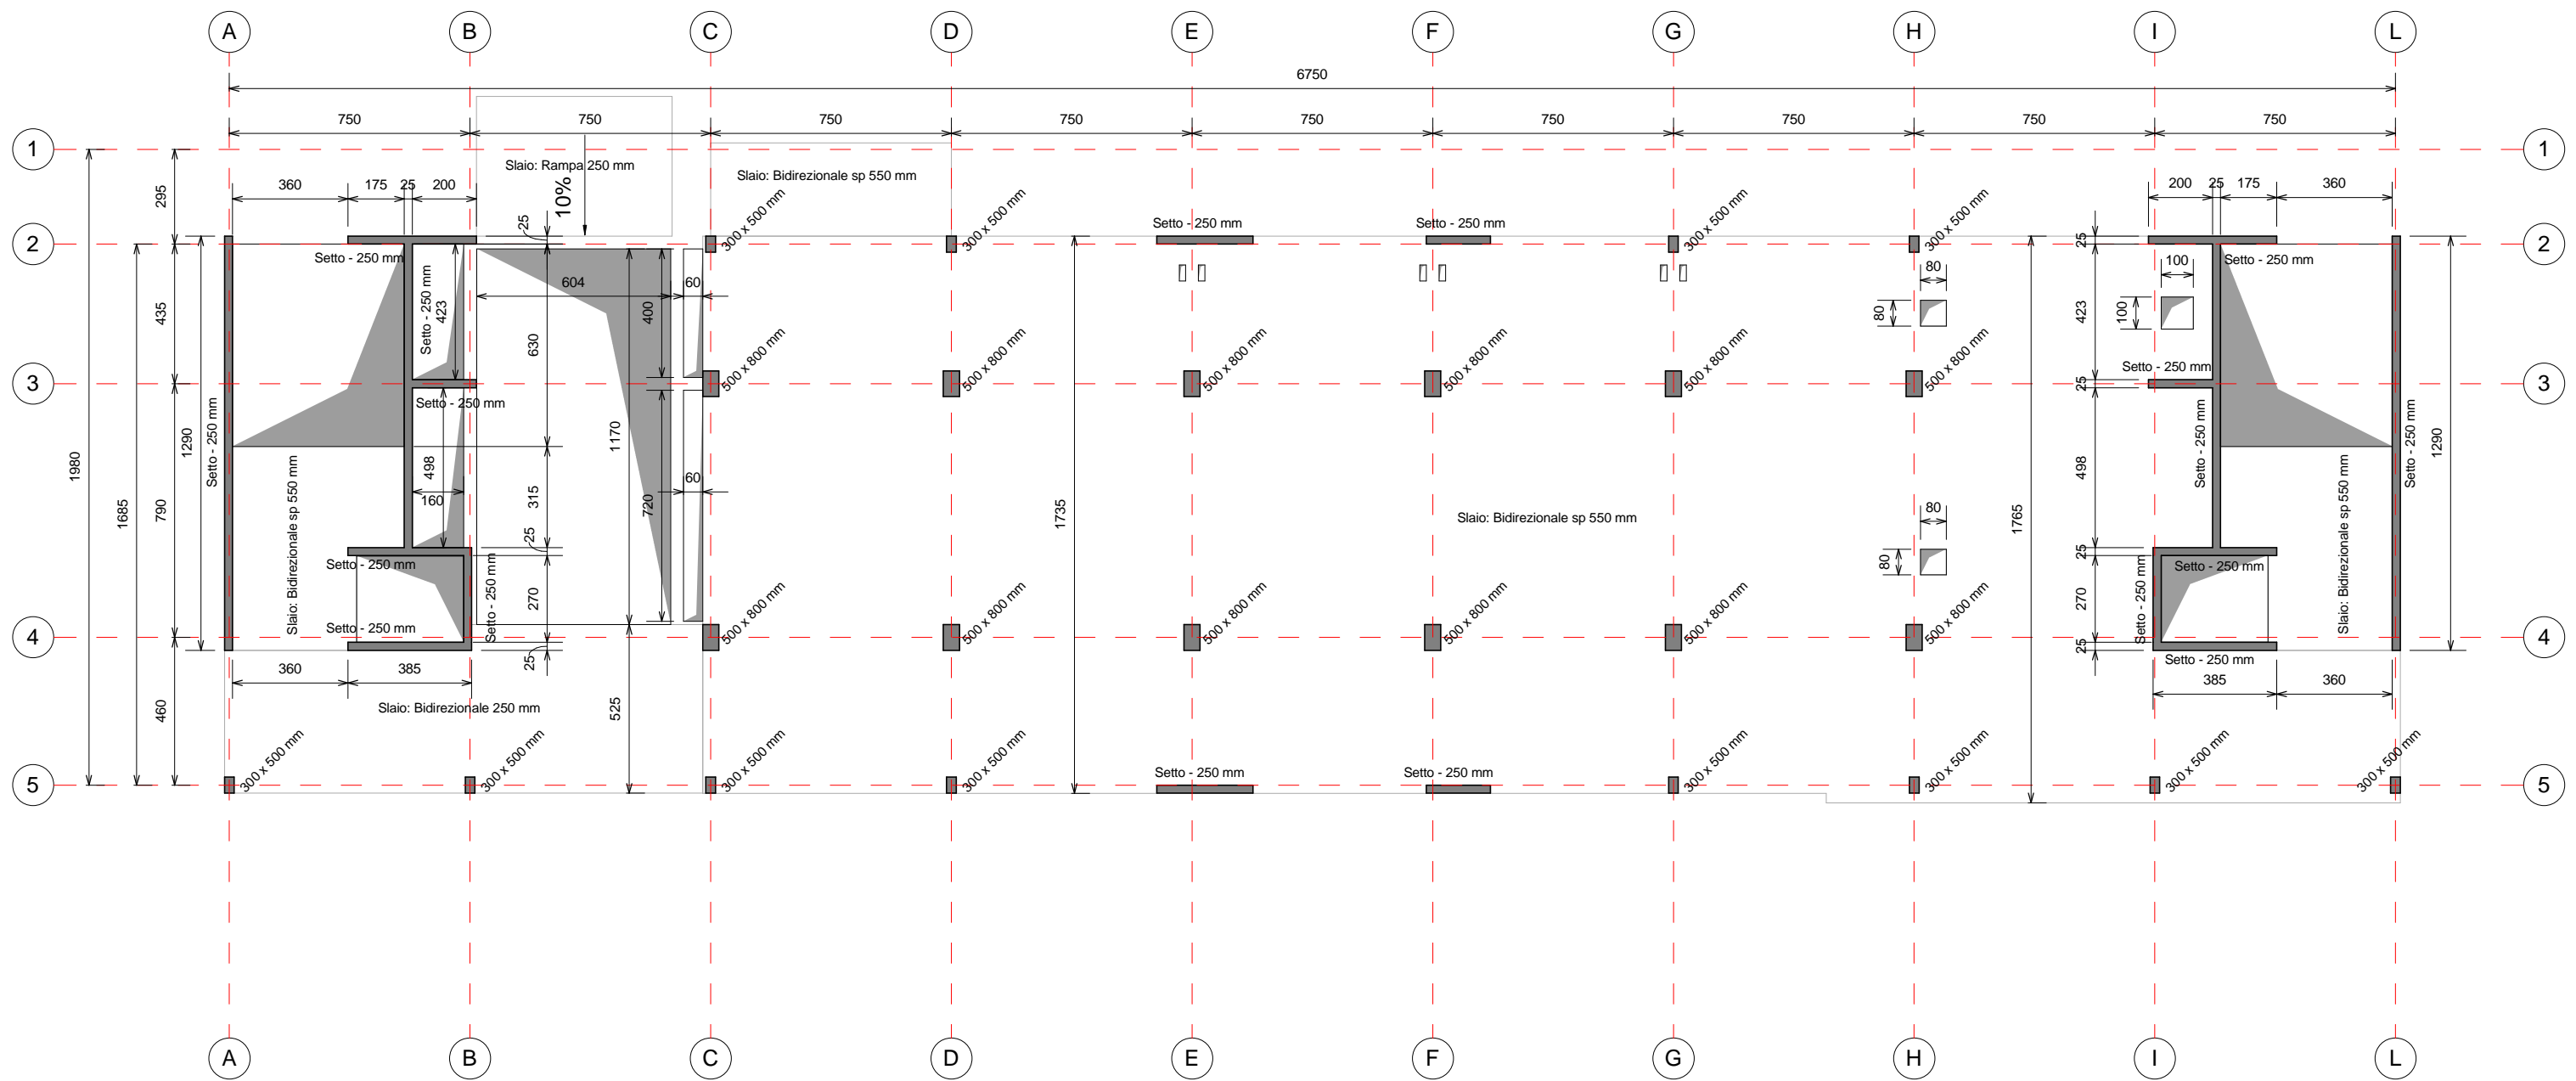 A B C D E F G H I L
6750
750 750 750 750 750 750 750 750 750
1 1
Slaio: Rampa 250 mm
10%
Slaio: Bidirezionale sp 550 mm
295
360 175 25 200
25
200 25 175 360
300 x 500 mm
300 x 500 mm
Setto - 250 mm
Setto - 250 mm
300 x 500 mm
300 x 500 mm
2 2
25
Setto - 250 mm
Setto - 250 mm
423
Setto - 250 mm
604
60
400
80
80
100
100
435
630
423
500 x 800 mm
500 x 800 mm
500 x 800 mm
500 x 800 mm
500 x 800 mm
500 x 800 mm
Setto - 250 mm
3 3
25
Setto - 250 mm
1980
1685
1290
790
Setto - 250 mm
Slaio: Bidirezionale sp 550 mm
498
160
315
1170
60
720
1735
Slaio: Bidirezionale sp 550 mm
1765
80
80
498
Setto - 250 mm
Slaio: Bidirezionale sp 550 mm
Setto - 250 mm
1290
25
25
Setto - 250 mm
Setto - 250 mm
270
Setto - 250 mm
Setto - 250 mm
270
Setto - 250 mm
500 x 800 mm
500 x 800 mm
500 x 800 mm
500 x 800 mm
500 x 800 mm
500 x 800 mm
4 4
25
25
Setto - 250 mm
360 385
385 360
460
525
Slaio: Bidirezionale 250 mm
300 x 500 mm
300 x 500 mm
300 x 500 mm
300 x 500 mm
Setto - 250 mm
Setto - 250 mm
300 x 500 mm
300 x 500 mm
300 x 500 mm
300 x 500 mm
5 5
A B C D E F G H I L